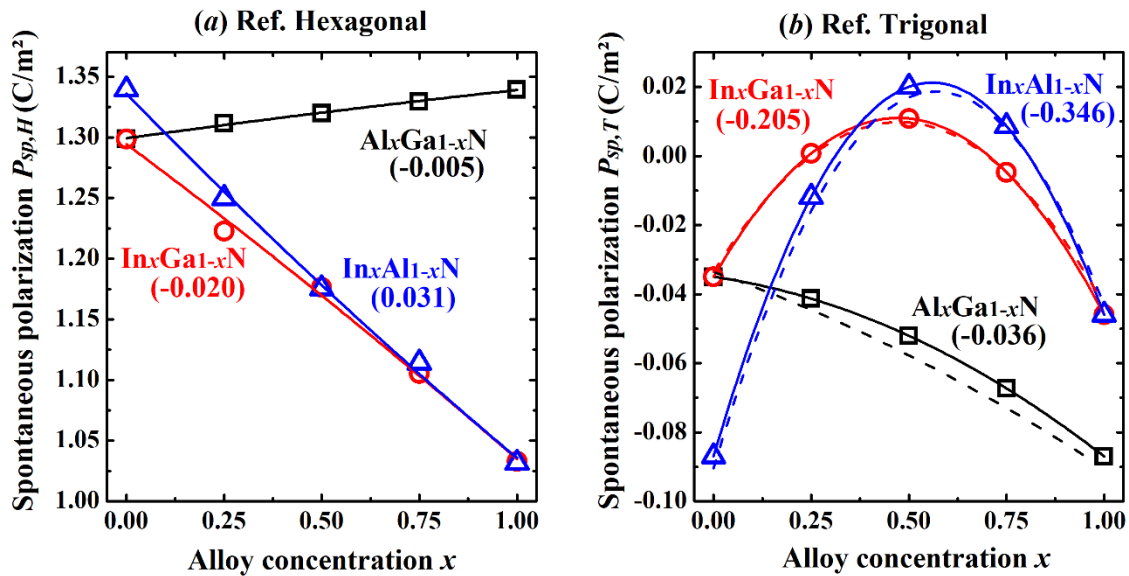 (a) Ref. Hexagonal
Spontaneous polarization Psp,H (C/m²)
1.35
1.30
1.25
1.20
1.15
1.10
1.05
1.00
AlxGa1-xN
(-0.005)
InxGa1-xN
(-0.020)
InxAl1-xN
(0.031)
0.00 0.25 0.50 0.75 1.00
Alloy concentration x
(b) Ref. Trigonal
Spontaneous polarization Psp,T (C/m²)
0.02
0.00
-0.02
-0.04
-0.06
-0.08
-0.10
InxGa1-xN
(-0.205)
InxAl1-xN
(-0.346)
AlxGa1-xN
(-0.036)
0.00 0.25 0.50 0.75 1.00
Alloy concentration x